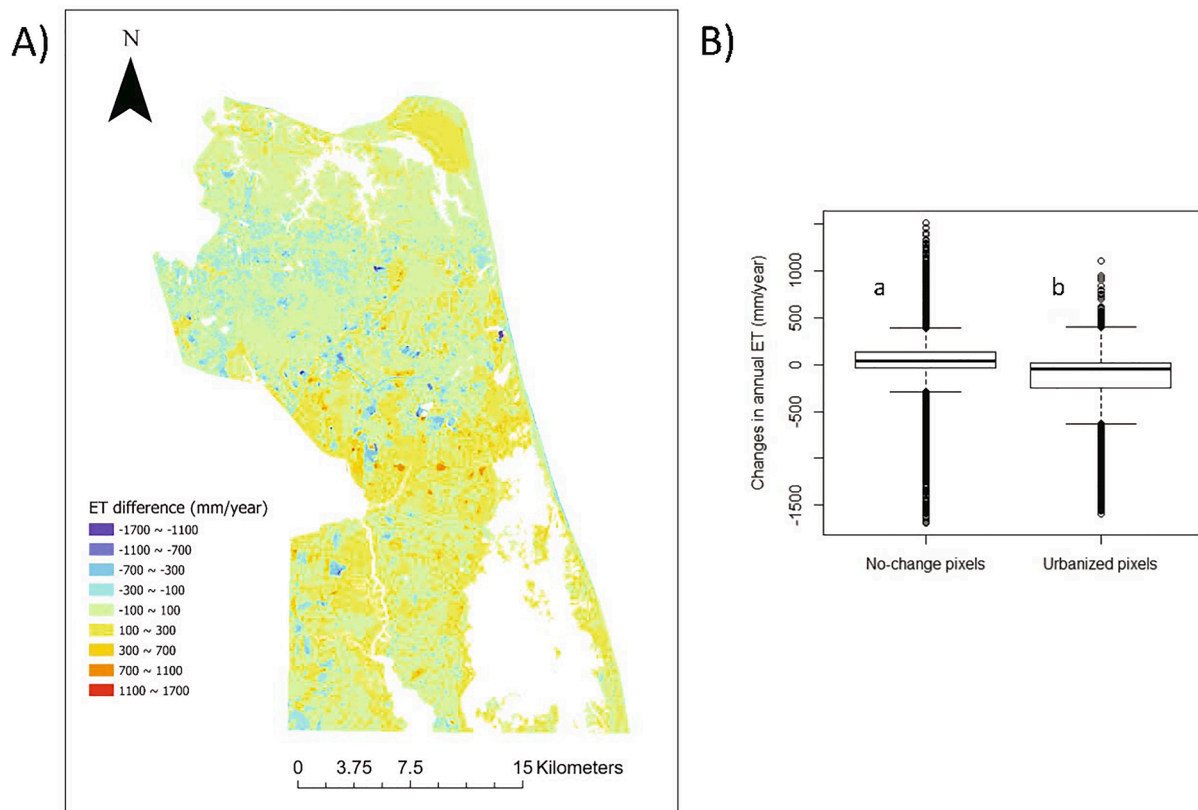 A)
N
ET difference (mm/year)
-1700 ~ -1100
-1100 ~ -700
-700 ~ -300
-300 ~ -100
-100 ~ 100
100 ~ 300
300 ~ 700
700 ~ 1100
1100 ~ 1700
0 3.75 7.5 15 Kilometers
B)
Changes in annual ET (mm/year)
1000
500
0
-500
-1500
a
b
No-change pixels
Urbanized pixels